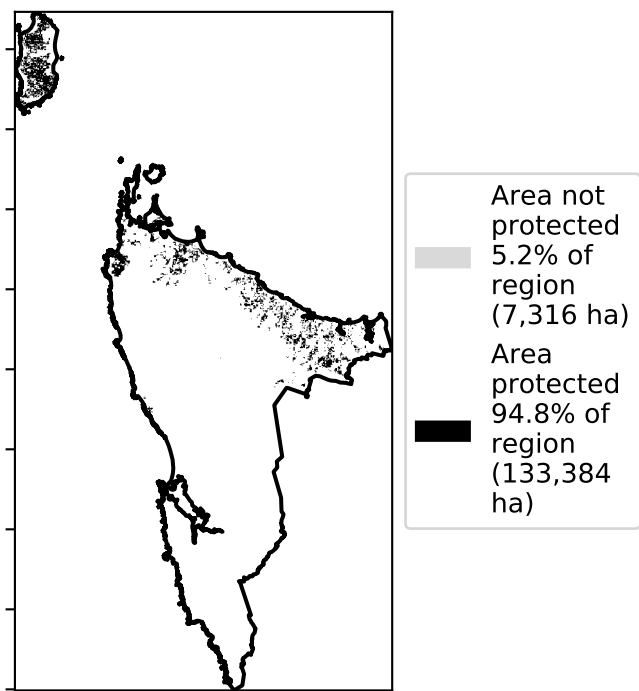 Area not
protected
5.2% of
region
(7,316 ha)
Area
protected
94.8% of
region
(133,384
ha)